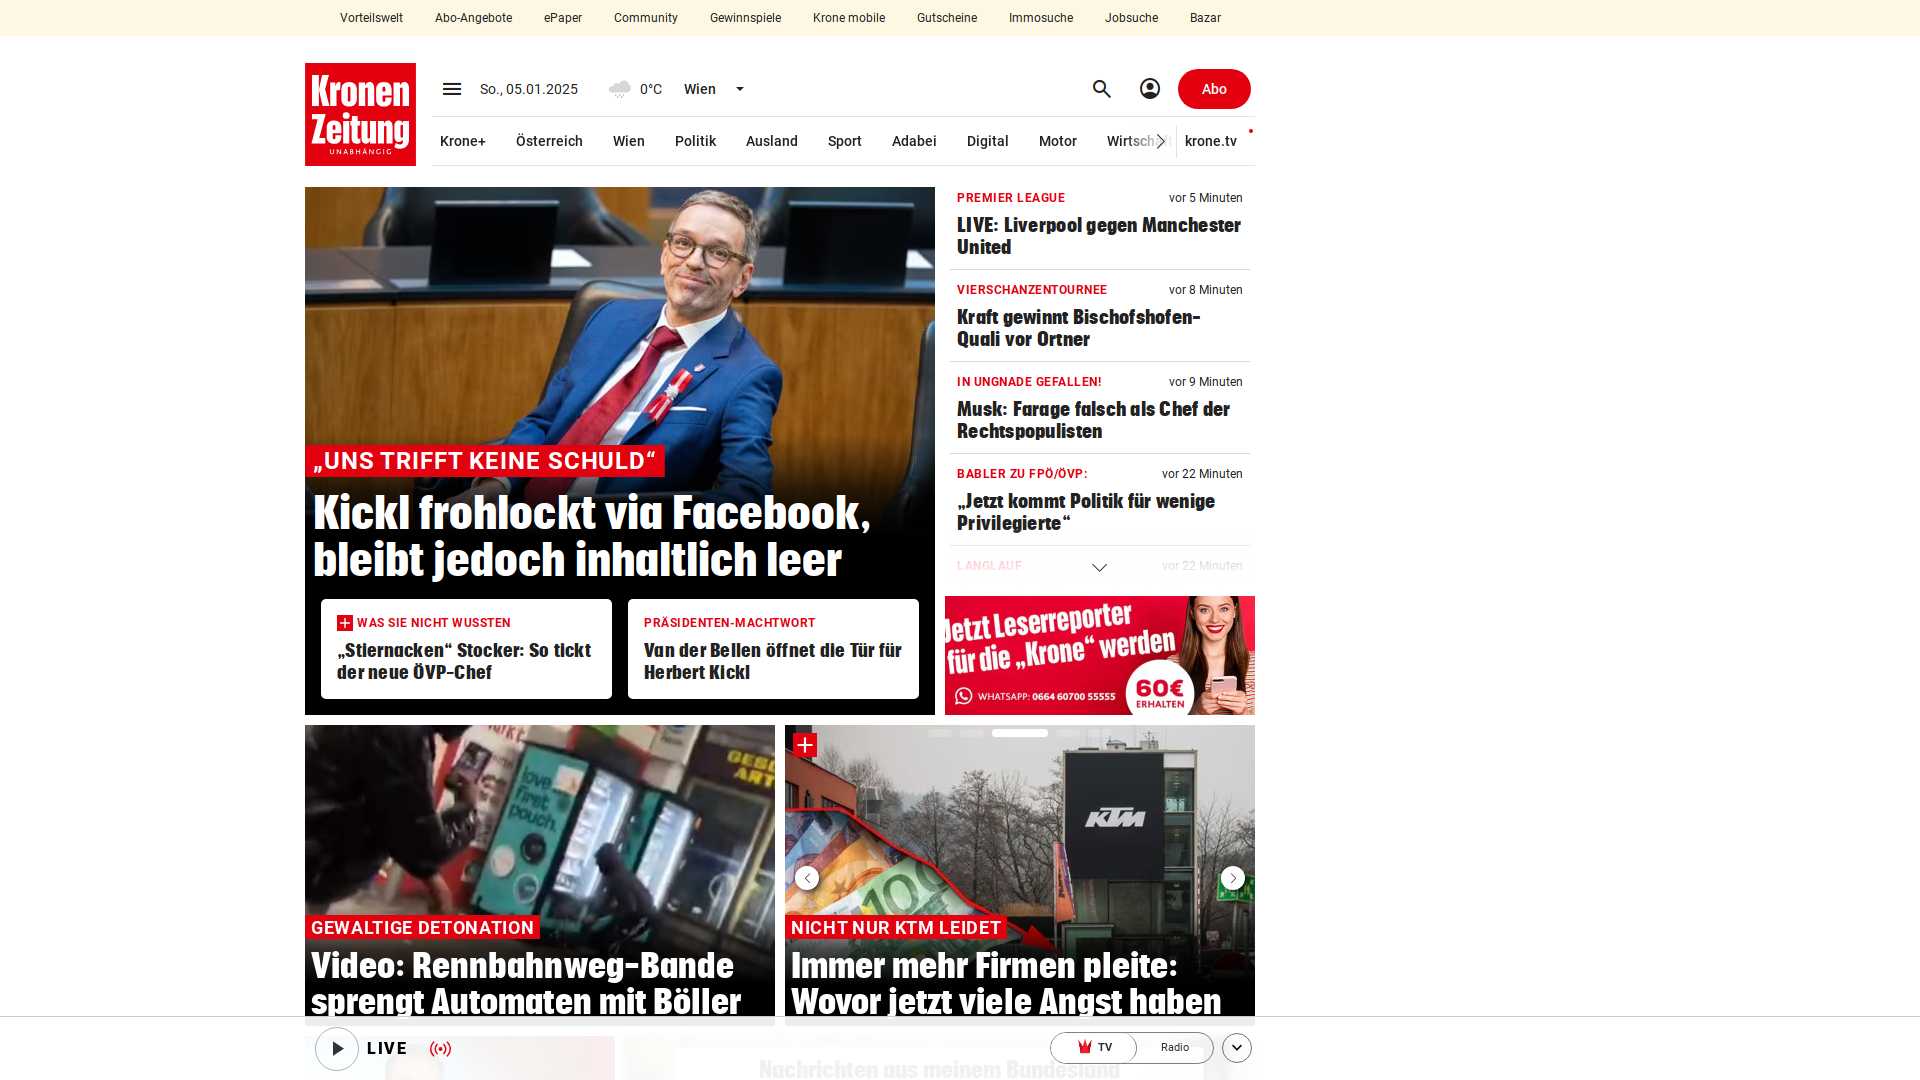 Vorteilswelt Abo-Angebote ePaper Community Gewinnspiele Krone mobile Gutscheine Immosuche Jobsuche Bazar
Kronen
Zeitung
UNABHÄNGIG
So., 05.01.2025 0°C Wien Abo
Krone+ Österreich Wien Politik Ausland Sport Adabei Digital Motor Wirtschaft krone.tv
„UNS TRIFFT KEINE SCHULD“
Kickl frohlockt via Facebook,
bleibt jedoch inhaltlich leer
WAS SIE NICHT WUSSTEN
„Stiernacken“ Stocker: So tickt
der neue ÖVP-Chef
PRÄSIDENTEN-MACHTWORT
Van der Bellen öffnet die Tür für
Herbert Kickl
PREMIER LEAGUE vor 5 Minuten
LIVE: Liverpool gegen Manchester
United
VIERSCHANZENTOURNEE vor 8 Minuten
Kraft gewinnt Bischofshofen-
Quali vor Ortner
IN UNGNADE GEFALLEN! vor 9 Minuten
Musk: Farage falsch als Chef der
Rechtspopulisten
BABLER ZU FPÖ/ÖVP: vor 22 Minuten
„Jetzt kommt Politik für wenige
Privilegierte“
LANGLAUF vor 22 Minuten
Jetzt Leserreporter
für die „Krone“ werden
WHATSAPP: 0664 60700 55555
60€
ERHALTEN
love
first
pouch.
GEWALTIGE DETONATION
Video: Rennbahnweg-Bande
sprengt Automaten mit Böller
KTM
100
NICHT NUR KTM LEIDET
Immer mehr Firmen pleite:
Wovor jetzt viele Angst haben
LIVE TV Radio
Nachrichten aus meinem Bundesland